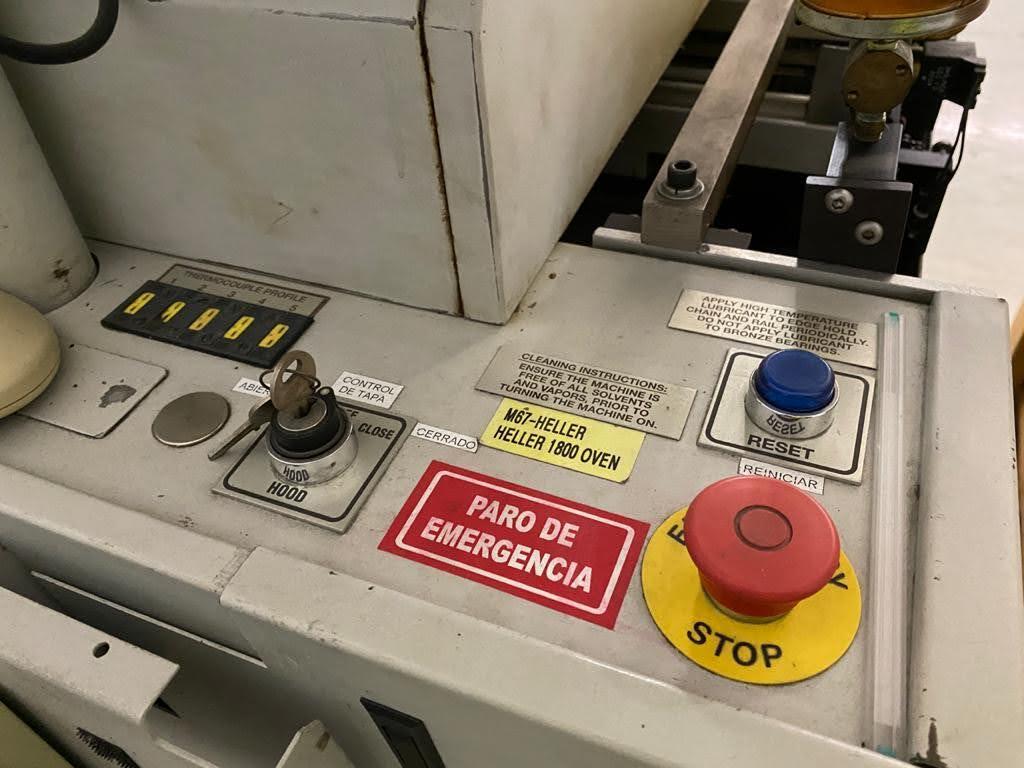 THERMOCUPLE PROFILE
1 2 3 4 5
APPLY HIGH TEMPERATURE
LUBRICANT TO EDGE HOLD
CHAIN AND RAIL PERIODICALLY.
DO NOT APPLY LUBRICANT
TO BRONZE BEARINGS.
CLEANING INSTRUCTIONS:
ENSURE THE MACHINE IS
FREE OF ALL SOLVENTS
AND VAPORS, PRIOR TO
TURNING THE MACHINE ON.
CONTROL
DE TAPA
CLOSE
HOOD
HOOD
CERRADO
M67-HELLER
HELLER 1800 OVEN
RESET
RESET
REINICIAR
PARO DE
EMERGENCIA
STOP